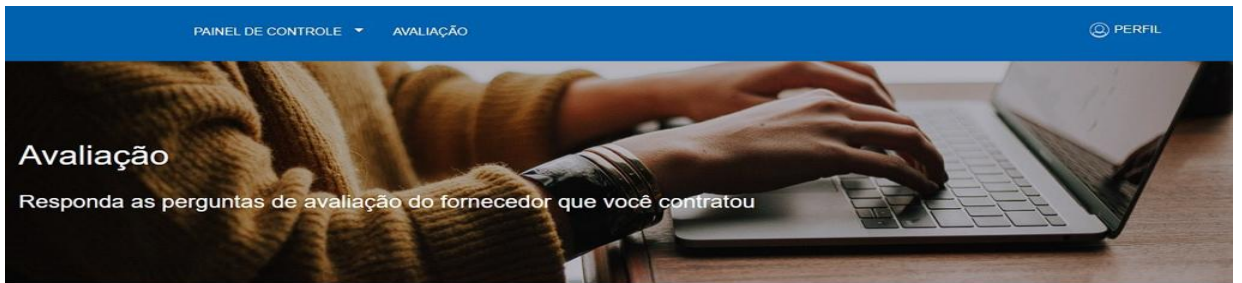 PAINEL DE CONTROLE AVALIAÇÃO PERFIL
Avaliação
Responda as perguntas de avaliação do fornecedor que você contratou